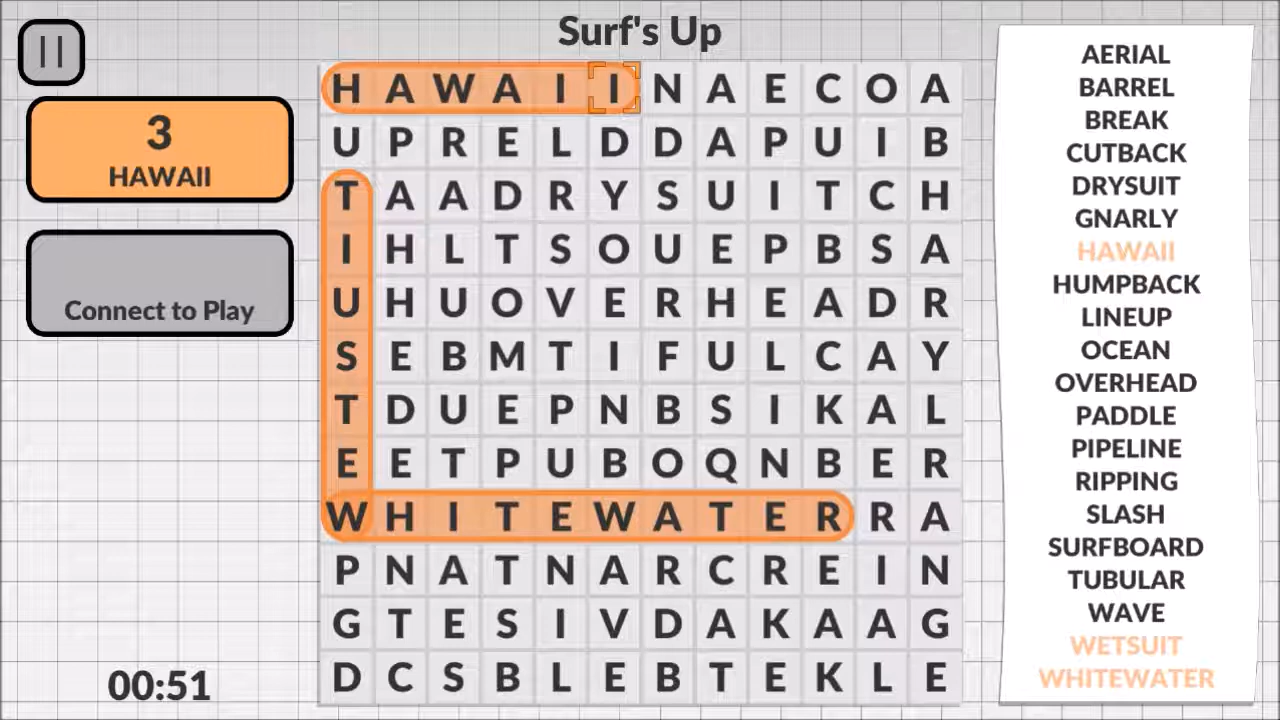 Surf's Up
3
HAWAII
Connect to Play
00:51
H A W A I I N A E C O A
U P R E L D D A P U I B
T A A D R Y S U I T C H
I H L T S O U E P B S A
U H U O V E R H E A D R
S E B M T I F U L C A Y
T D U E P N B S I K A L
E E T P U B O Q N B E R
W H I T E W A T E R R A
P N A T N A R C R E I N
G T E S I V D A K A A G
D C S B L E B T E K L E
AERIAL
BARREL
BREAK
CUTBACK
DRYSUIT
GNARLY
HAWAII
HUMPBACK
LINEUP
OCEAN
OVERHEAD
PADDLE
PIPELINE
RIPPING
SLASH
SURFBOARD
TUBULAR
WAVE
WETSUIT
WHITEWATER